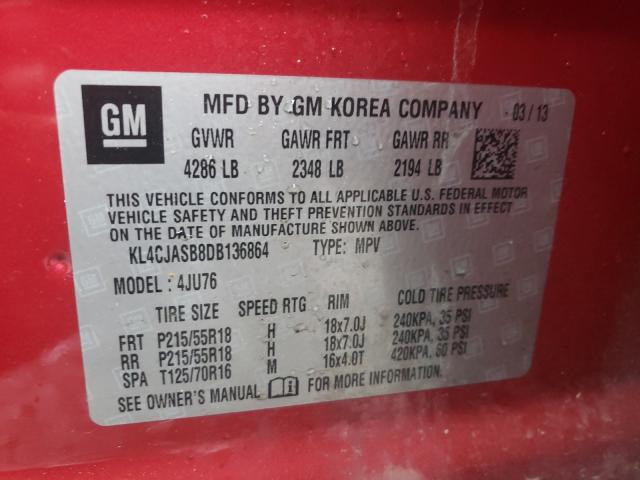 GM
MFD BY GM KOREA COMPANY 03/13
GVWR GAWR FRT GAWR RR
4286 LB 2348 LB 2194 LB
THIS VEHICLE CONFORMS TO ALL APPLICABLE U.S. FEDERAL MOTOR
VEHICLE SAFETY AND THEFT PREVENTION STANDARDS IN EFFECT
ON THE DATE OF MANUFACTURE SHOWN ABOVE.
KL4CJASB8DB136864 TYPE: MPV
MODEL: 4JU76
TIRE SIZE SPEED RTG RIM COLD TIRE PRESSURE
FRT P215/55R18 H 18x7.0J 240KPA, 35 PSI
RR P215/55R18 H 18x7.0J 240KPA, 35 PSI
SPA T125/70R16 M 16x4.0T 420KPA, 60 PSI
SEE OWNER'S MANUAL FOR MORE INFORMATION.